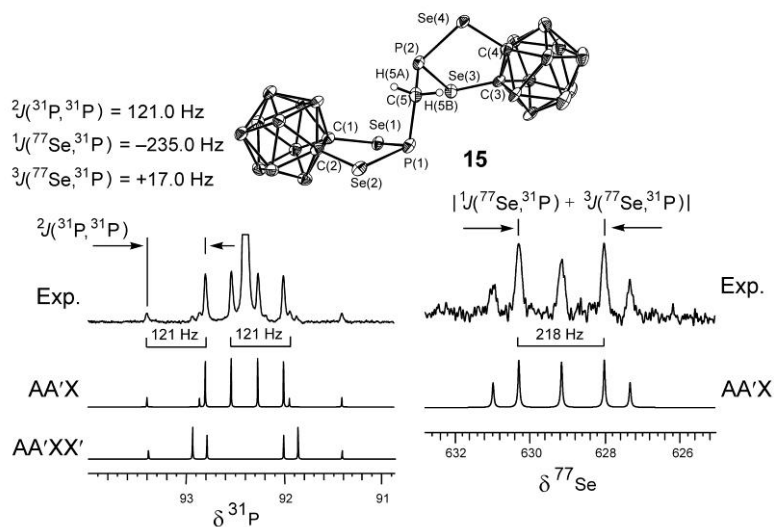 Se(4)
P(2)
C(4)
H(5A)
Se(3)
C(5)
H(5B)
C(3)
²J(³¹P,³¹P) = 121.0 Hz
¹J(⁷⁷Se,³¹P) = –235.0 Hz
³J(⁷⁷Se,³¹P) = +17.0 Hz
C(1)
Se(1)
C(2)
P(1)
Se(2)
15
²J(³¹P,³¹P)
|¹J(⁷⁷Se,³¹P) + ³J(⁷⁷Se,³¹P)|
Exp.
Exp.
121 Hz
121 Hz
218 Hz
AA'X
AA'X
AA'XX'
632
630
628
626
93
92
91
δ ³¹P
δ ⁷⁷Se